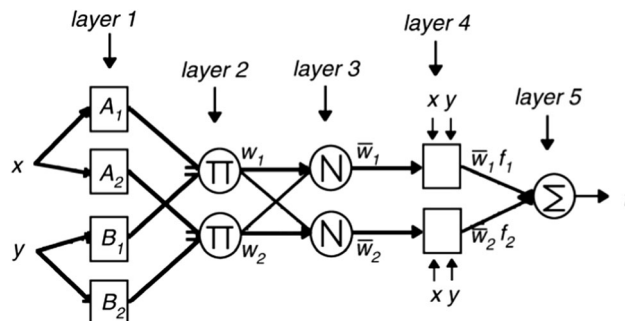 layer 1
layer 4
layer 2
layer 3
x y
layer 5
A₁
x
A₂
∏
w₁
N
w̅₁
w̅₁ f₁
Σ
y
B₁
∏
w₂
N
w̅₂
w̅₂ f₂
B₂
x y